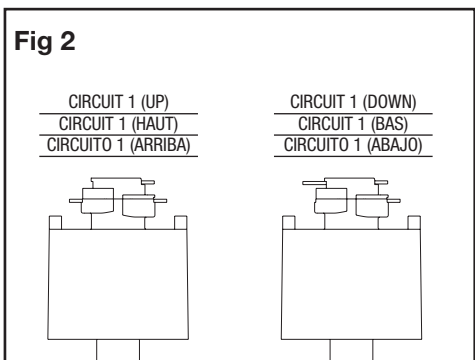 Fig 2
CIRCUIT 1 (UP)
CIRCUIT 1 (HAUT)
CIRCUITO 1 (ARRIBA)
CIRCUIT 1 (DOWN)
CIRCUIT 1 (BAS)
CIRCUITO 1 (ABAJO)